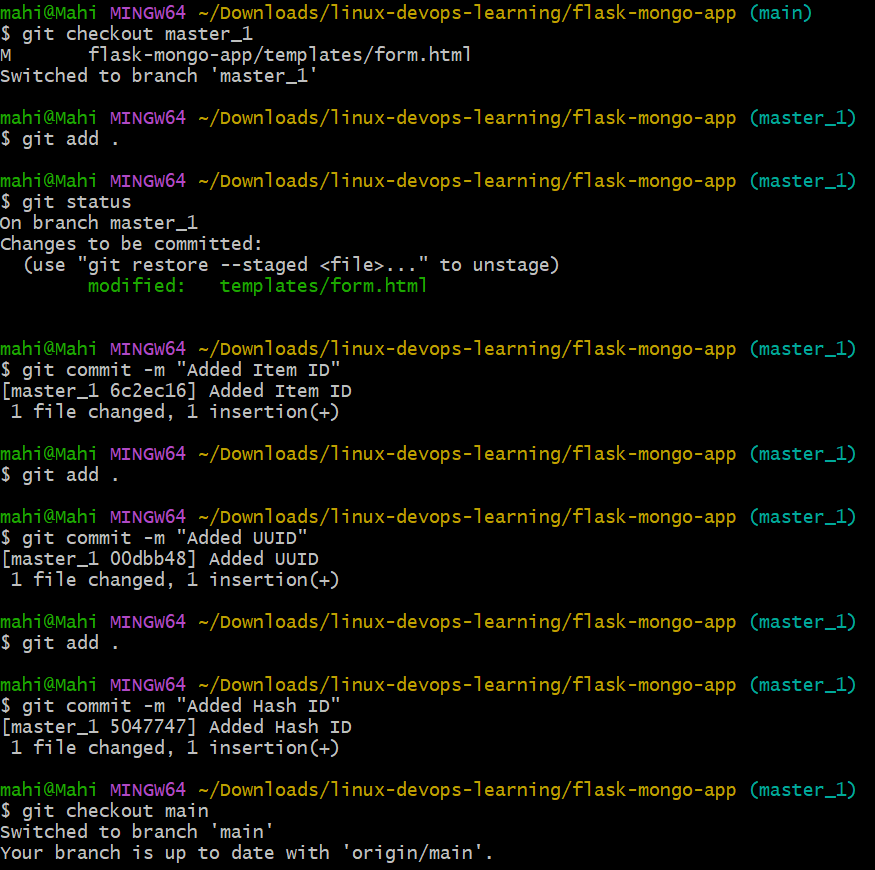 mahi@Mahi MINGW64 ~/Downloads/linux-devops-learning/flask-mongo-app (main)
$ git checkout master_1
M       flask-mongo-app/templates/form.html
Switched to branch 'master_1'

mahi@Mahi MINGW64 ~/Downloads/linux-devops-learning/flask-mongo-app (master_1)
$ git add .

mahi@Mahi MINGW64 ~/Downloads/linux-devops-learning/flask-mongo-app (master_1)
$ git status
On branch master_1
Changes to be committed:
  (use "git restore --staged <file>..." to unstage)
        modified:   templates/form.html

mahi@Mahi MINGW64 ~/Downloads/linux-devops-learning/flask-mongo-app (master_1)
$ git commit -m "Added Item ID"
[master_1 6c2ec16] Added Item ID
 1 file changed, 1 insertion(+)

mahi@Mahi MINGW64 ~/Downloads/linux-devops-learning/flask-mongo-app (master_1)
$ git add .

mahi@Mahi MINGW64 ~/Downloads/linux-devops-learning/flask-mongo-app (master_1)
$ git commit -m "Added UUID"
[master_1 00dbb48] Added UUID
 1 file changed, 1 insertion(+)

mahi@Mahi MINGW64 ~/Downloads/linux-devops-learning/flask-mongo-app (master_1)
$ git add .

mahi@Mahi MINGW64 ~/Downloads/linux-devops-learning/flask-mongo-app (master_1)
$ git commit -m "Added Hash ID"
[master_1 5047747] Added Hash ID
 1 file changed, 1 insertion(+)

mahi@Mahi MINGW64 ~/Downloads/linux-devops-learning/flask-mongo-app (master_1)
$ git checkout main
Switched to branch 'main'
Your branch is up to date with 'origin/main'.